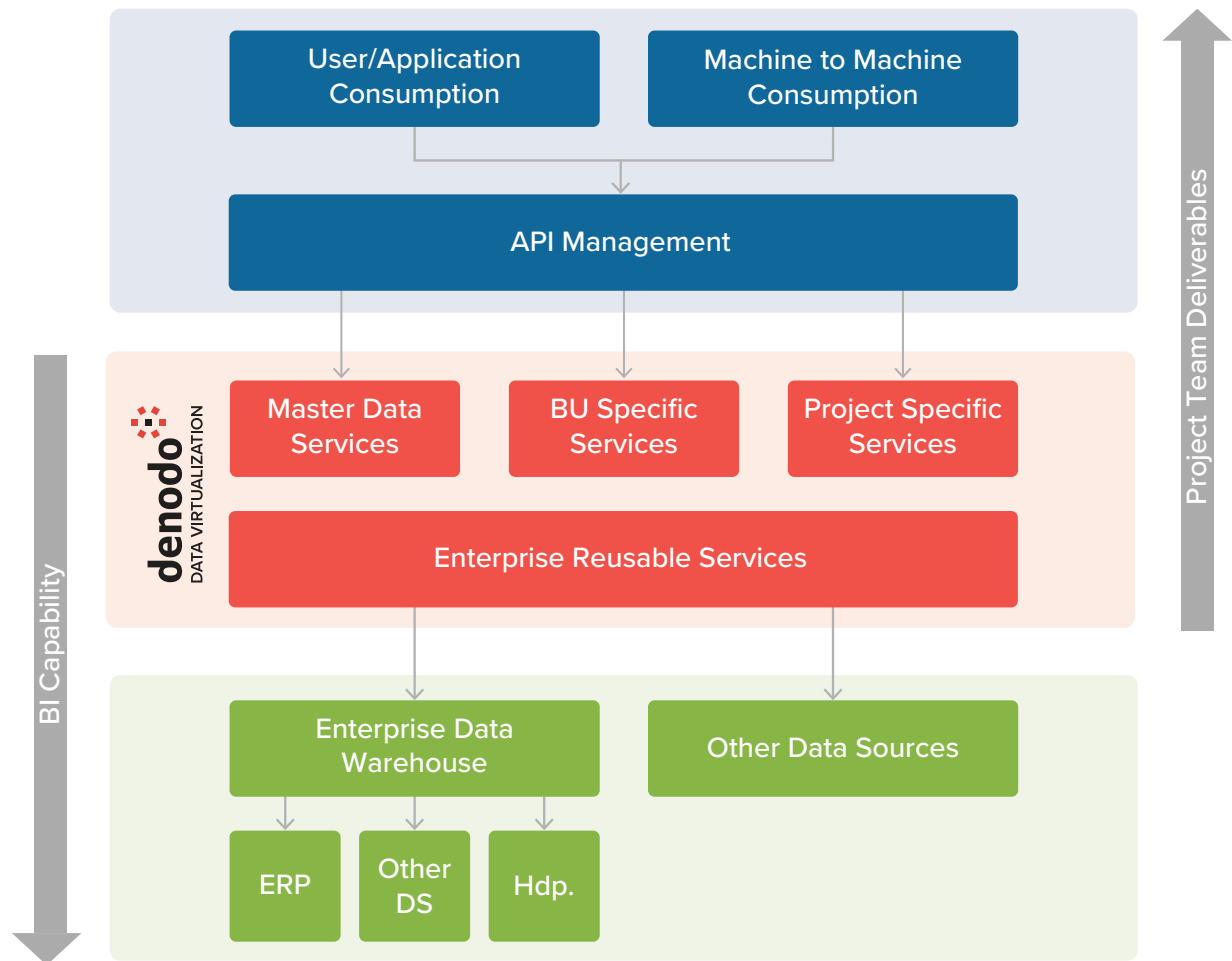 User/Application
Consumption
Machine to Machine
Consumption
API Management
Project Team Deliverables
denodo
DATA VIRTUALIZATION
Master Data
Services
BU Specific
Services
Project Specific
Services
Enterprise Reusable Services
BI Capability
Enterprise Data
Warehouse
Other Data Sources
ERP
Other
DS
Hdp.